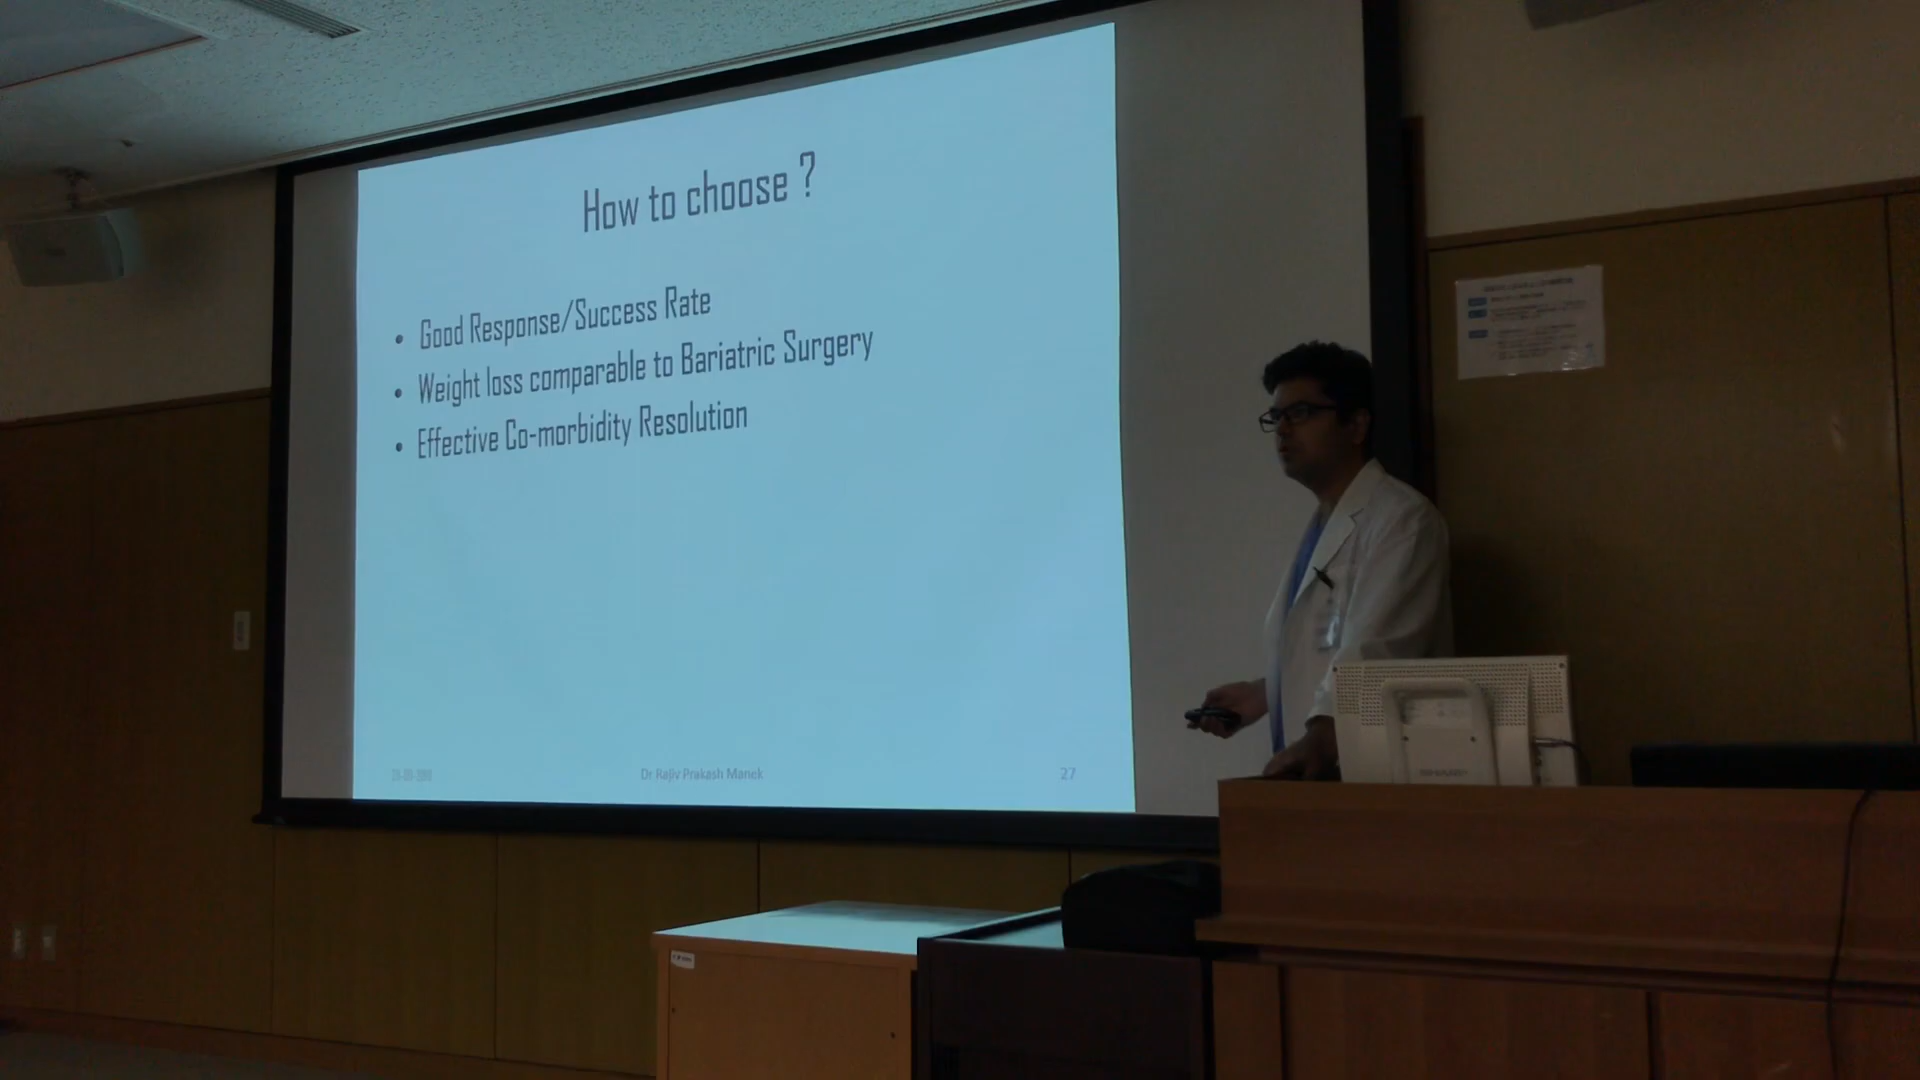 How to choose ?
• Good Response/Success Rate
• Weight loss comparable to Bariatric Surgery
• Effective Co-morbidity Resolution
Dr Rajiv Prakash Manek
27